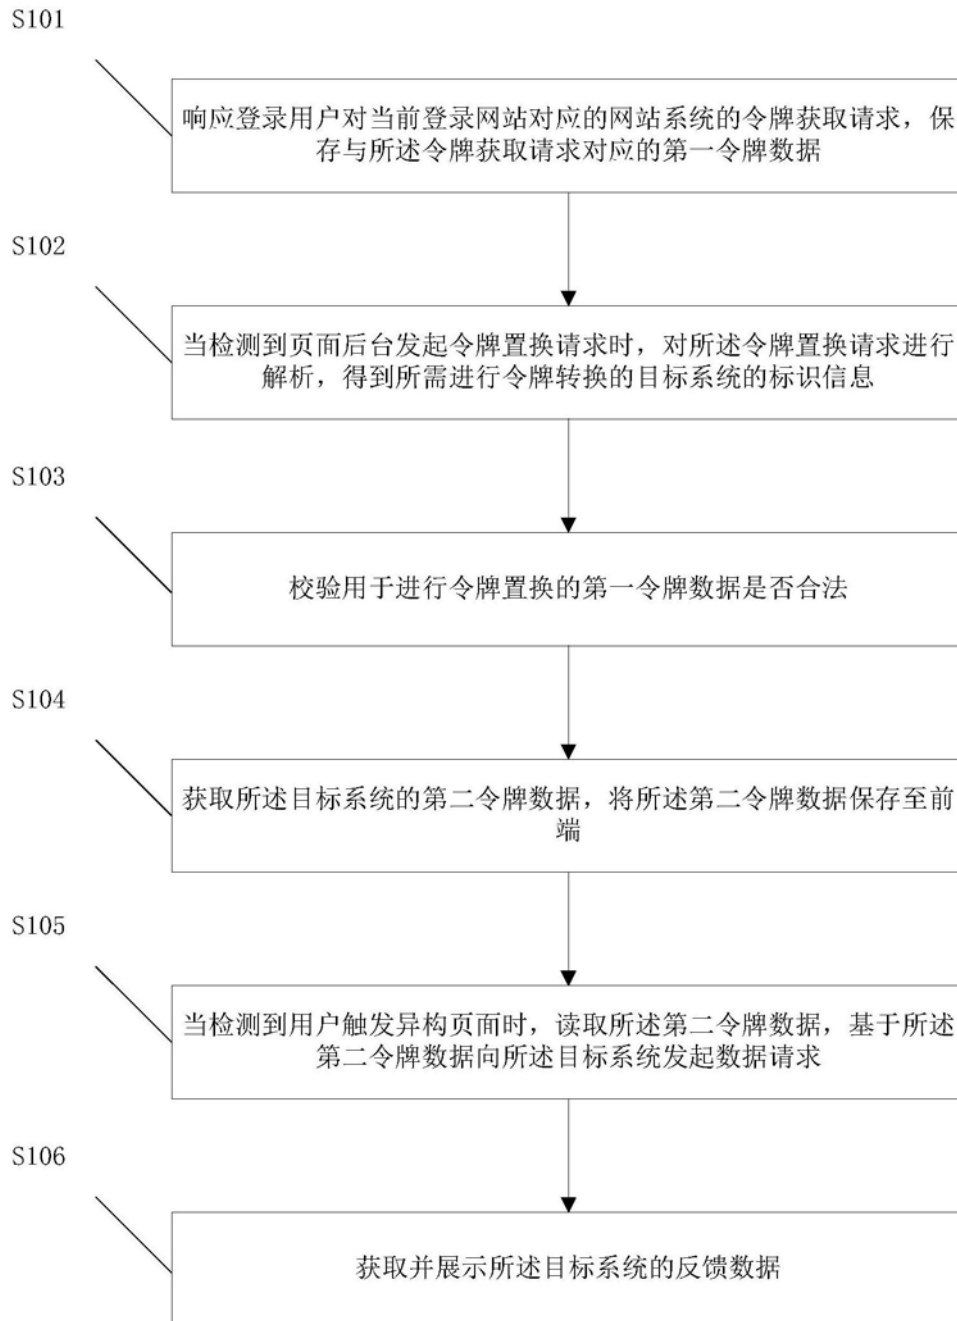 S101
响应登录用户对当前登录网站对应的网站系统的令牌获取请求，保
存与所述令牌获取请求对应的第一令牌数据
S102
当检测到页面后台发起令牌置换请求时，对所述令牌置换请求进行
解析，得到所需进行令牌转换的目标系统的标识信息
S103
校验用于进行令牌置换的第一令牌数据是否合法
S104
获取所述目标系统的第二令牌数据，将所述第二令牌数据保存至前
端
S105
当检测到用户触发异构页面时，读取所述第二令牌数据，基于所述
第二令牌数据向所述目标系统发起数据请求
S106
获取并展示所述目标系统的反馈数据